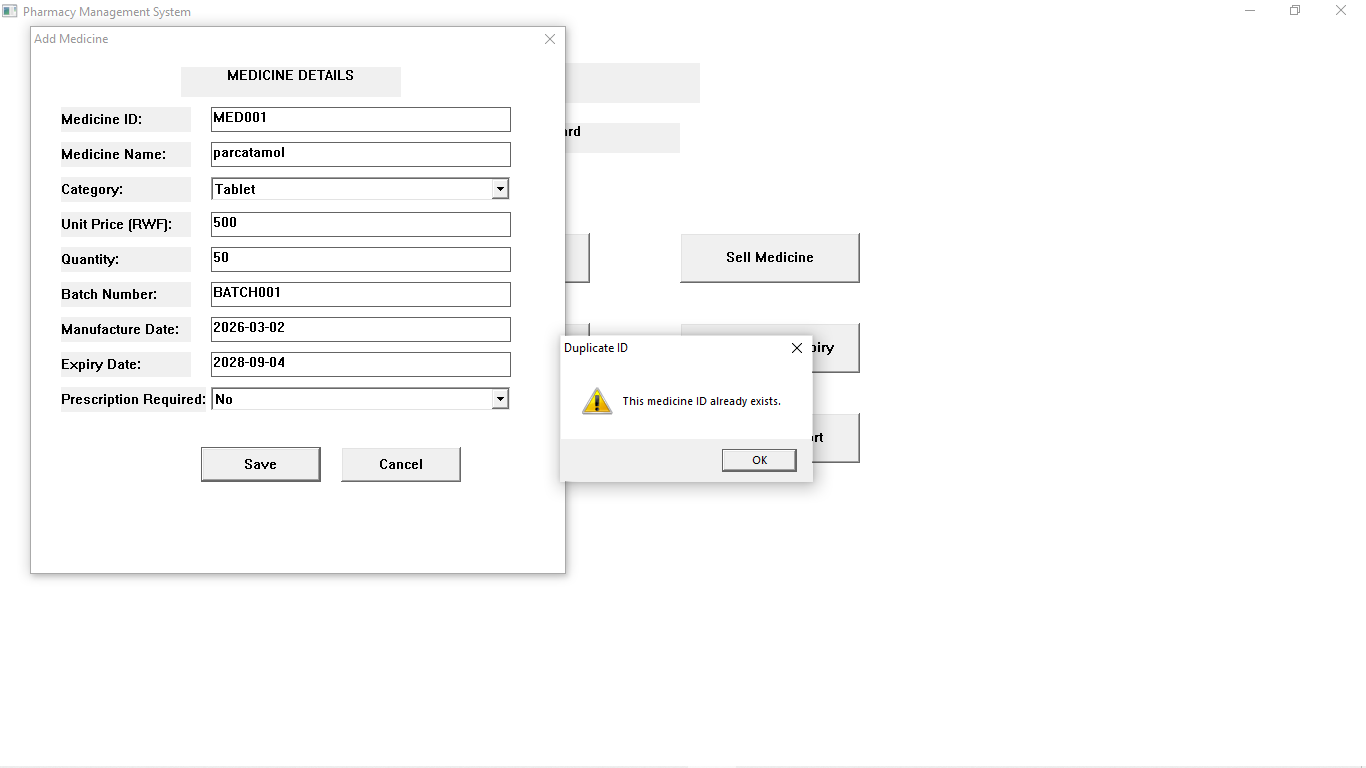 Pharmacy Management System
Add Medicine
MEDICINE DETAILS
Medicine ID: MED001
Medicine Name: parcatamol
Category: Tablet
Unit Price (RWF): 500
Quantity: 50
Batch Number: BATCH001
Manufacture Date: 2026-03-02
Expiry Date: 2028-09-04
Prescription Required: No
Save Cancel
Sell Medicine
Duplicate ID
This medicine ID already exists.
OK